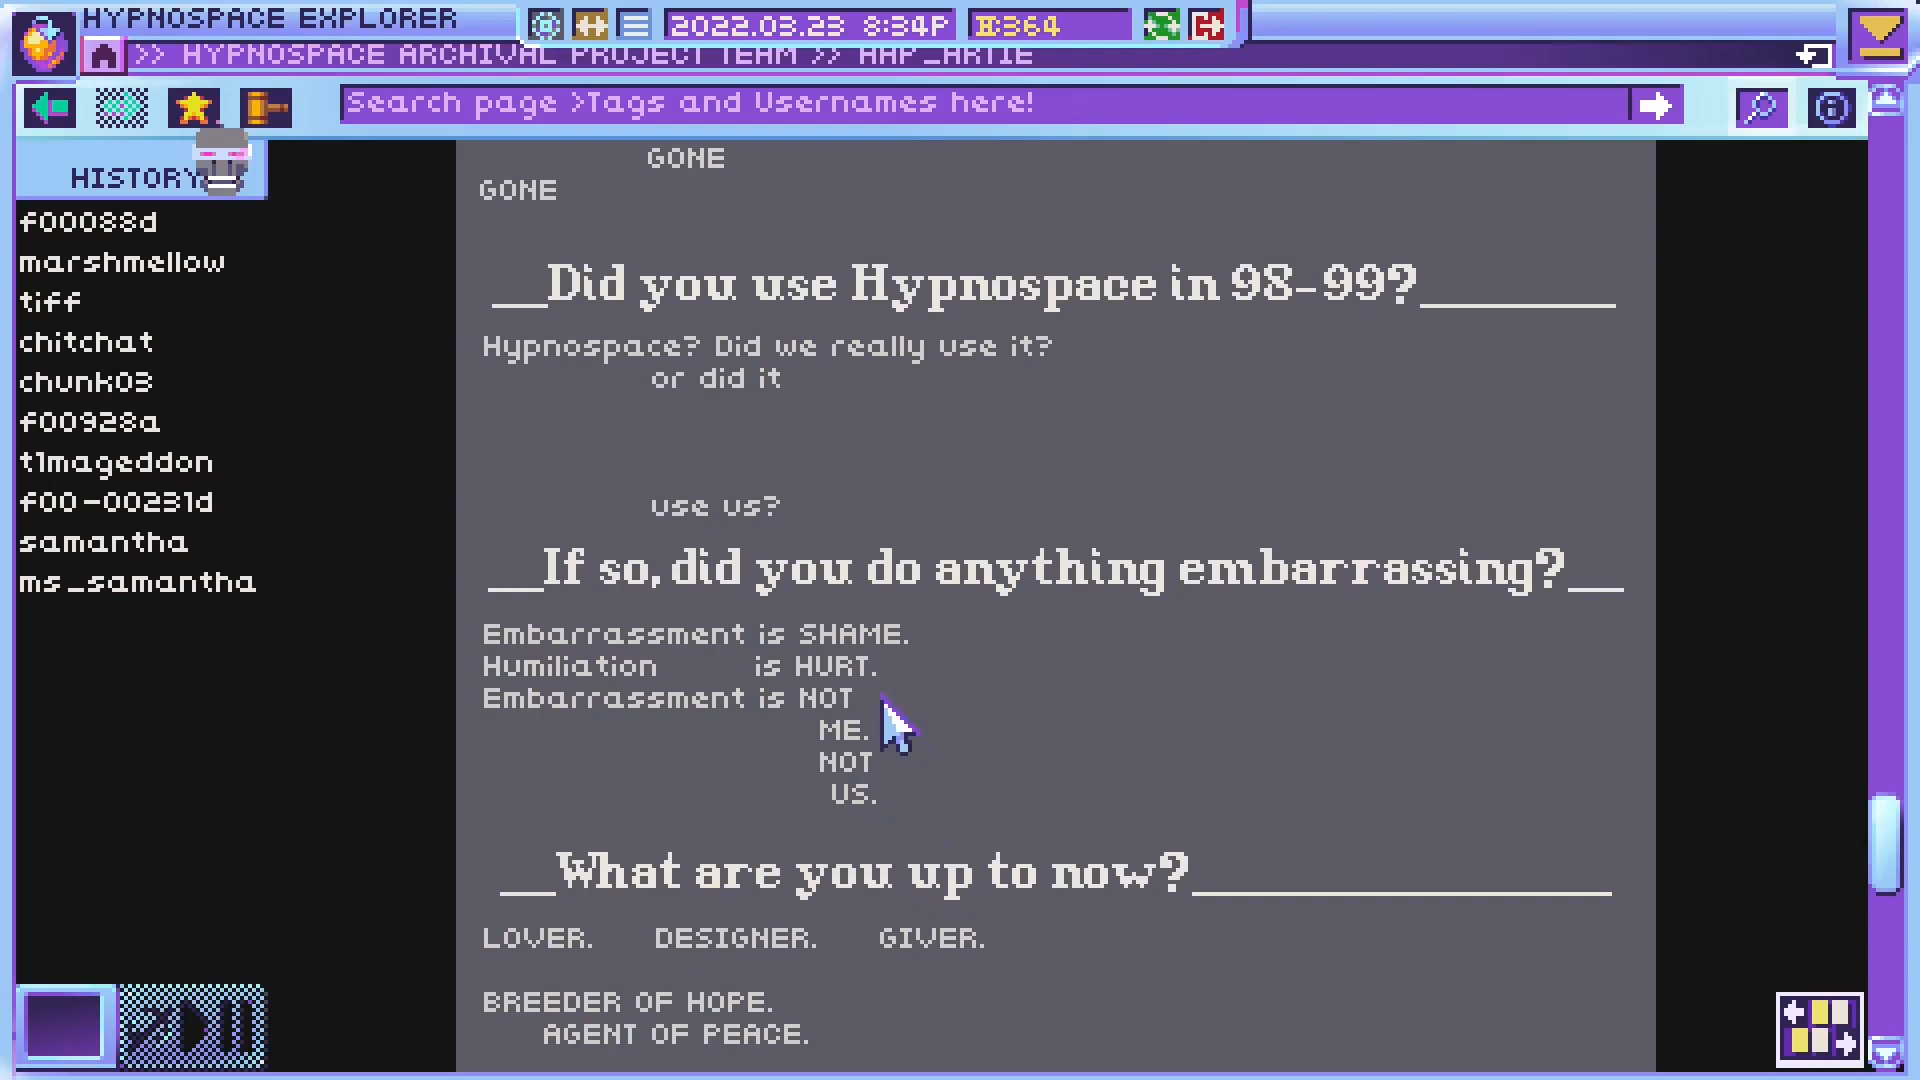 HYPNOSPACE EXPLORER
2022.03.23 8:34P
364
>> HYPNOSPACE ARCHIVAL PROJECT TEAM >> AAP_ARTIE
Search page >Tags and Usernames here!
HISTORY
f00088d
marshmellow
tiff
chitchat
chunk03
f00928a
t1mageddon
f00-00231d
samantha
ms_samantha
GONE
GONE
__Did you use Hypnospace in 98-99?_______
Hypnospace? Did we really use it?
or did it
use us?
__If so, did you do anything embarrassing?__
Embarrassment is SHAME.
Humiliation is HURT.
Embarrassment is NOT
ME.
NOT
US.
__What are you up to now?_______________
LOVER. DESIGNER. GIVER.
BREEDER OF HOPE.
AGENT OF PEACE.